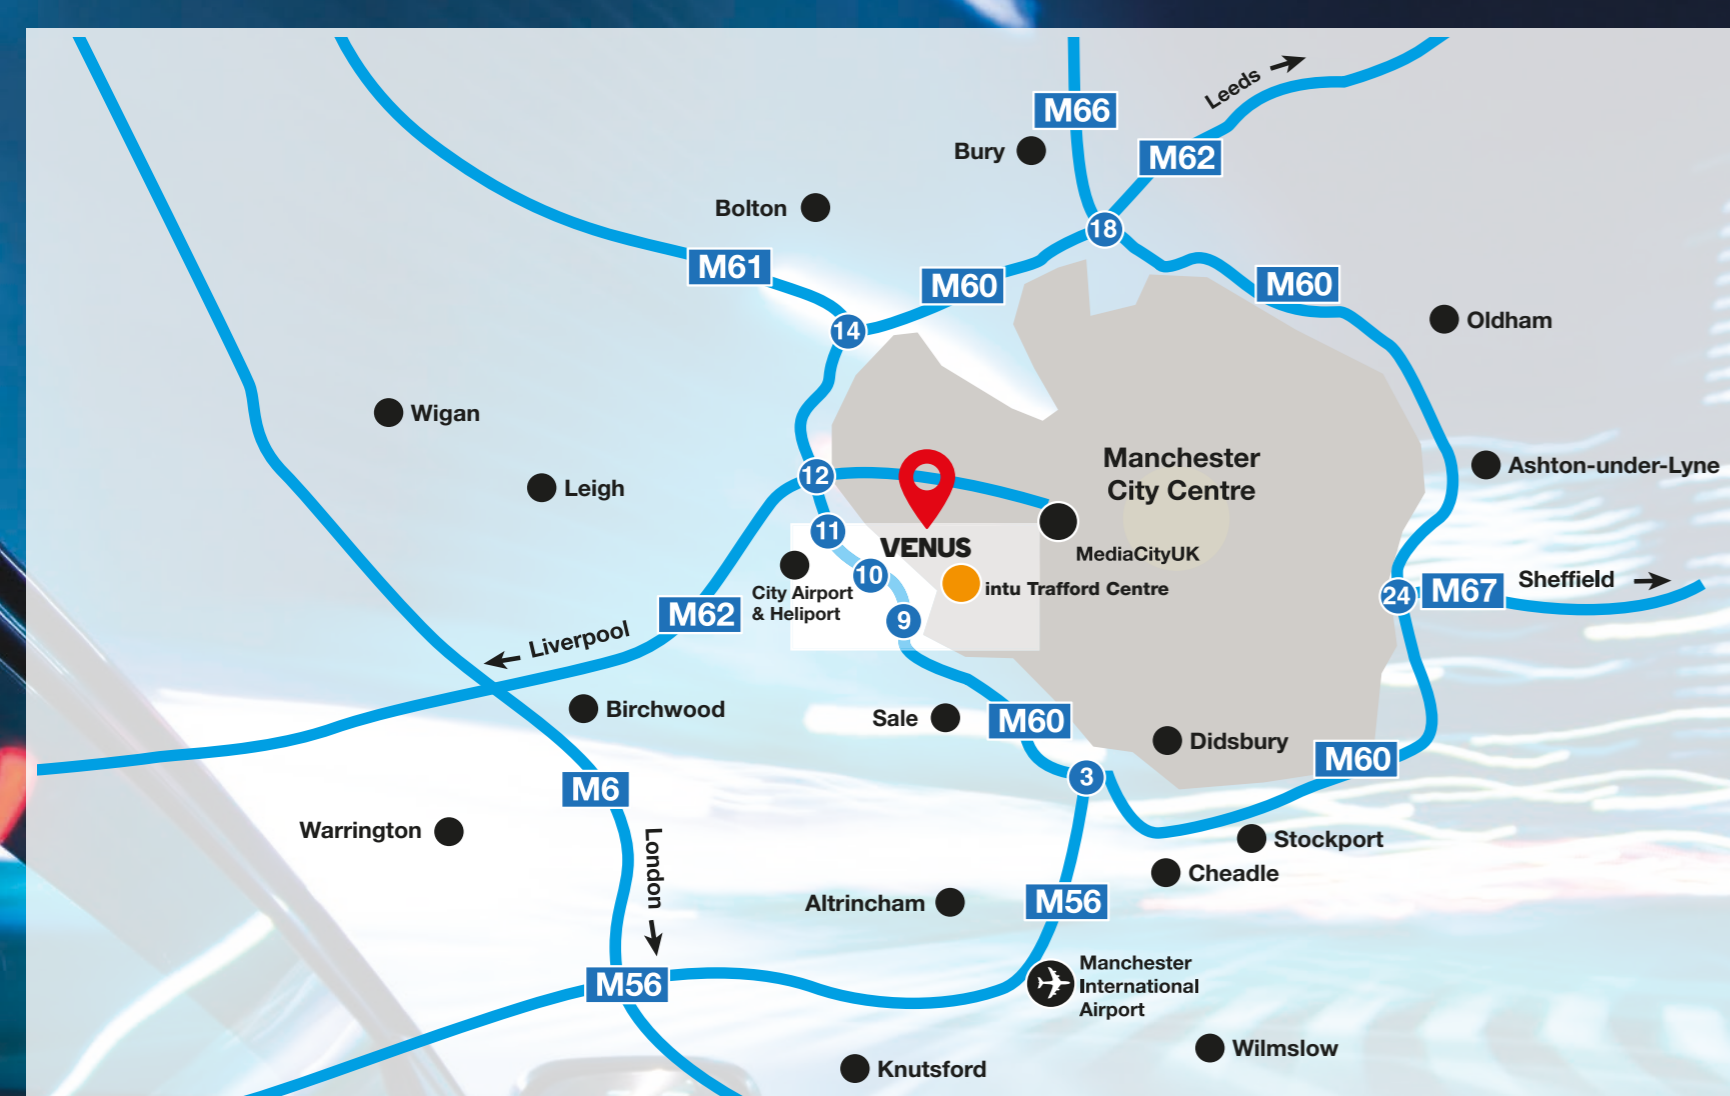 M66
Leeds
M62
Bury
Bolton
18
M61
M60
M60
14
Oldham
Wigan
Leigh
12
Manchester
City Centre
Ashton-under-Lyne
11
VENUS
MediaCityUK
10
City Airport
& Heliport
intu Trafford Centre
24
M67
Sheffield
M62
9
Liverpool
Birchwood
Sale
M60
Didsbury
M60
3
M6
Warrington
London
Stockport
Cheadle
Altrincham
M56
M56
Manchester
International
Airport
Knutsford
Wilmslow